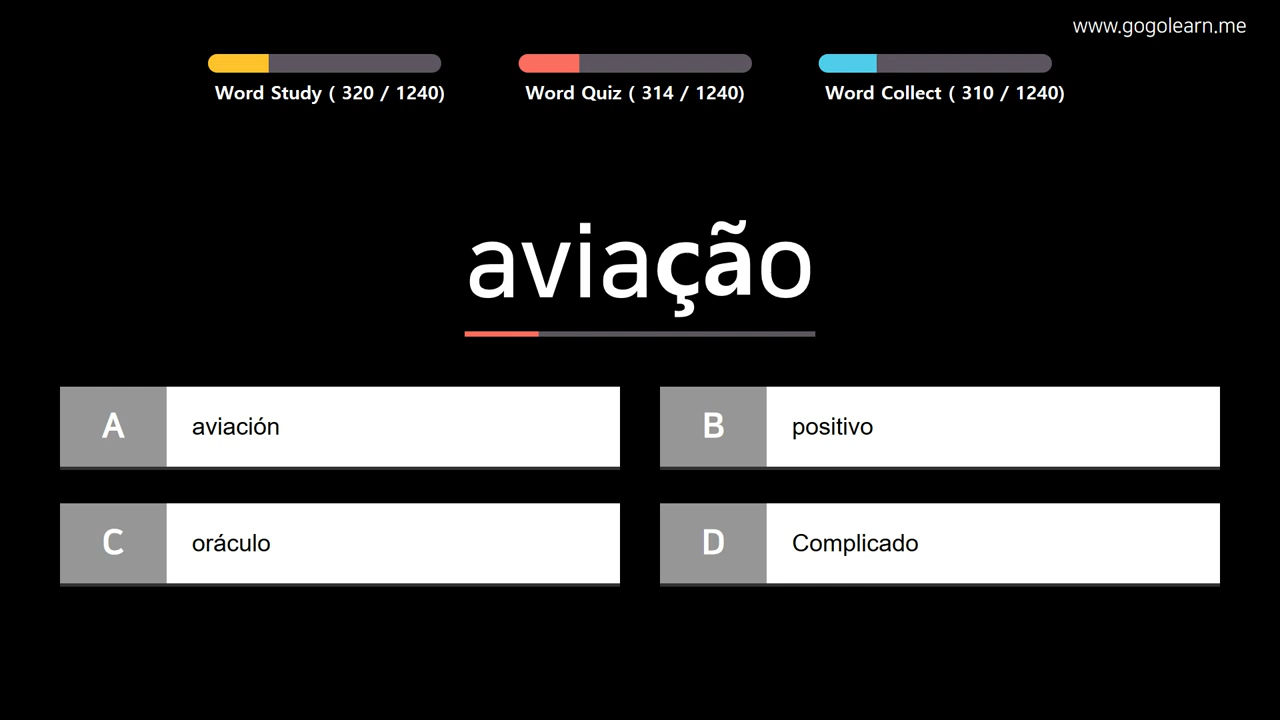 www.gogolearn.me
Word Study ( 320 / 1240)
Word Quiz ( 314 / 1240)
Word Collect ( 310 / 1240)
aviação
A aviación
B positivo
C oráculo
D Complicado